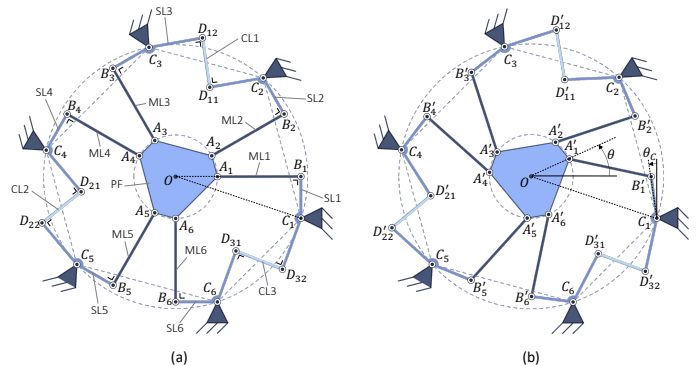 SL3
D₁₂
CL1
C₃
B₃
D₁₁
C₂
SL2
SL4
B₄
ML3
ML2
B₂
A₃
A₂
ML4
A₄
A₁
ML1
B₁
C₄
PF
O
SL1
CL2
D₂₁
D₂₂
A₅
A₆
C₁
ML5
ML6
D₃₁
C₅
CL3
D₃₂
B₅
B₆
C₆
SL5
SL6
(a)
D′₁₂
C₃
B′₃
D′₁₁
C₂
B′₄
B′₂
A′₂
A′₃
A′₁
θ
θ_C
C₄
A′₄
O
B′₁
D′₂₁
D′₂₂
A′₅
A′₆
C₁
D′₃₁
C₅
D′₃₂
B′₅
B′₆
C₆
(b)